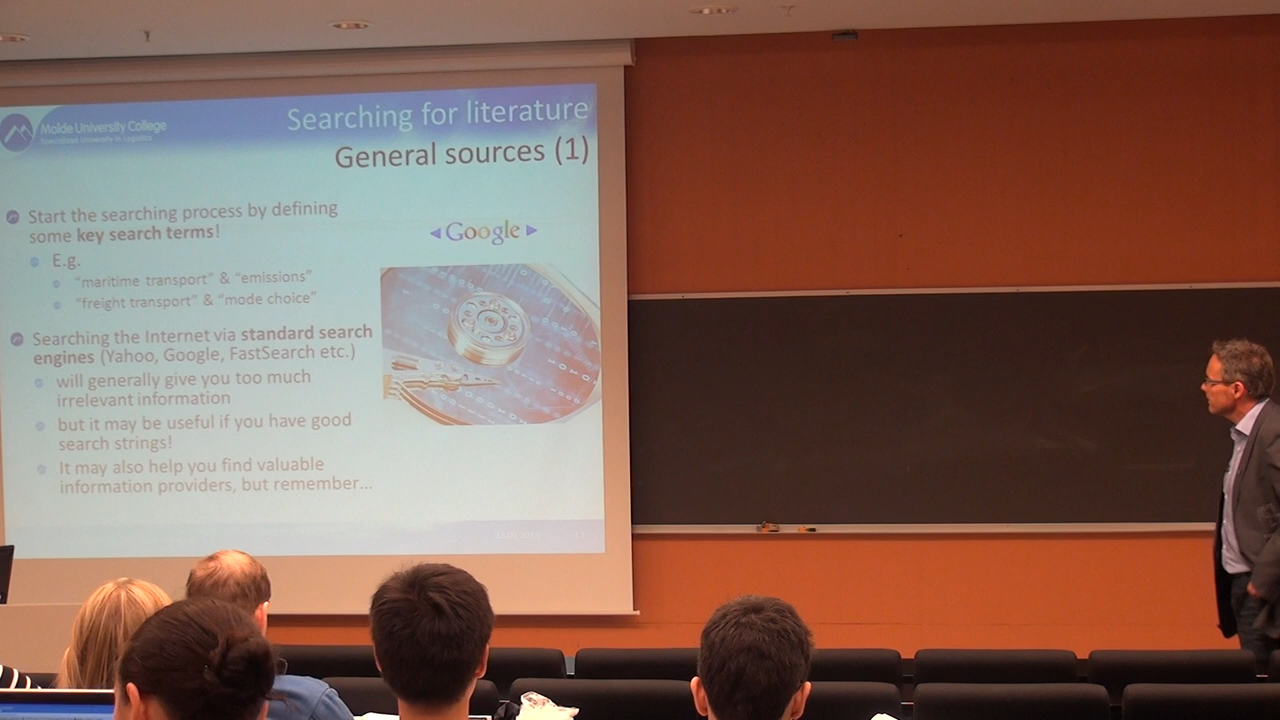 Molde University College
Specialized University in Logistics
Searching for literature
General sources (1)
Start the searching process by defining
some key search terms!
E.g.
"maritime transport" & "emissions"
"freight transport" & "mode choice"
Google
Searching the Internet via standard search
engines (Yahoo, Google, FastSearch etc.)
will generally give you too much
irrelevant information
but it may be useful if you have good
search strings!
It may also help you find valuable
information providers, but remember...